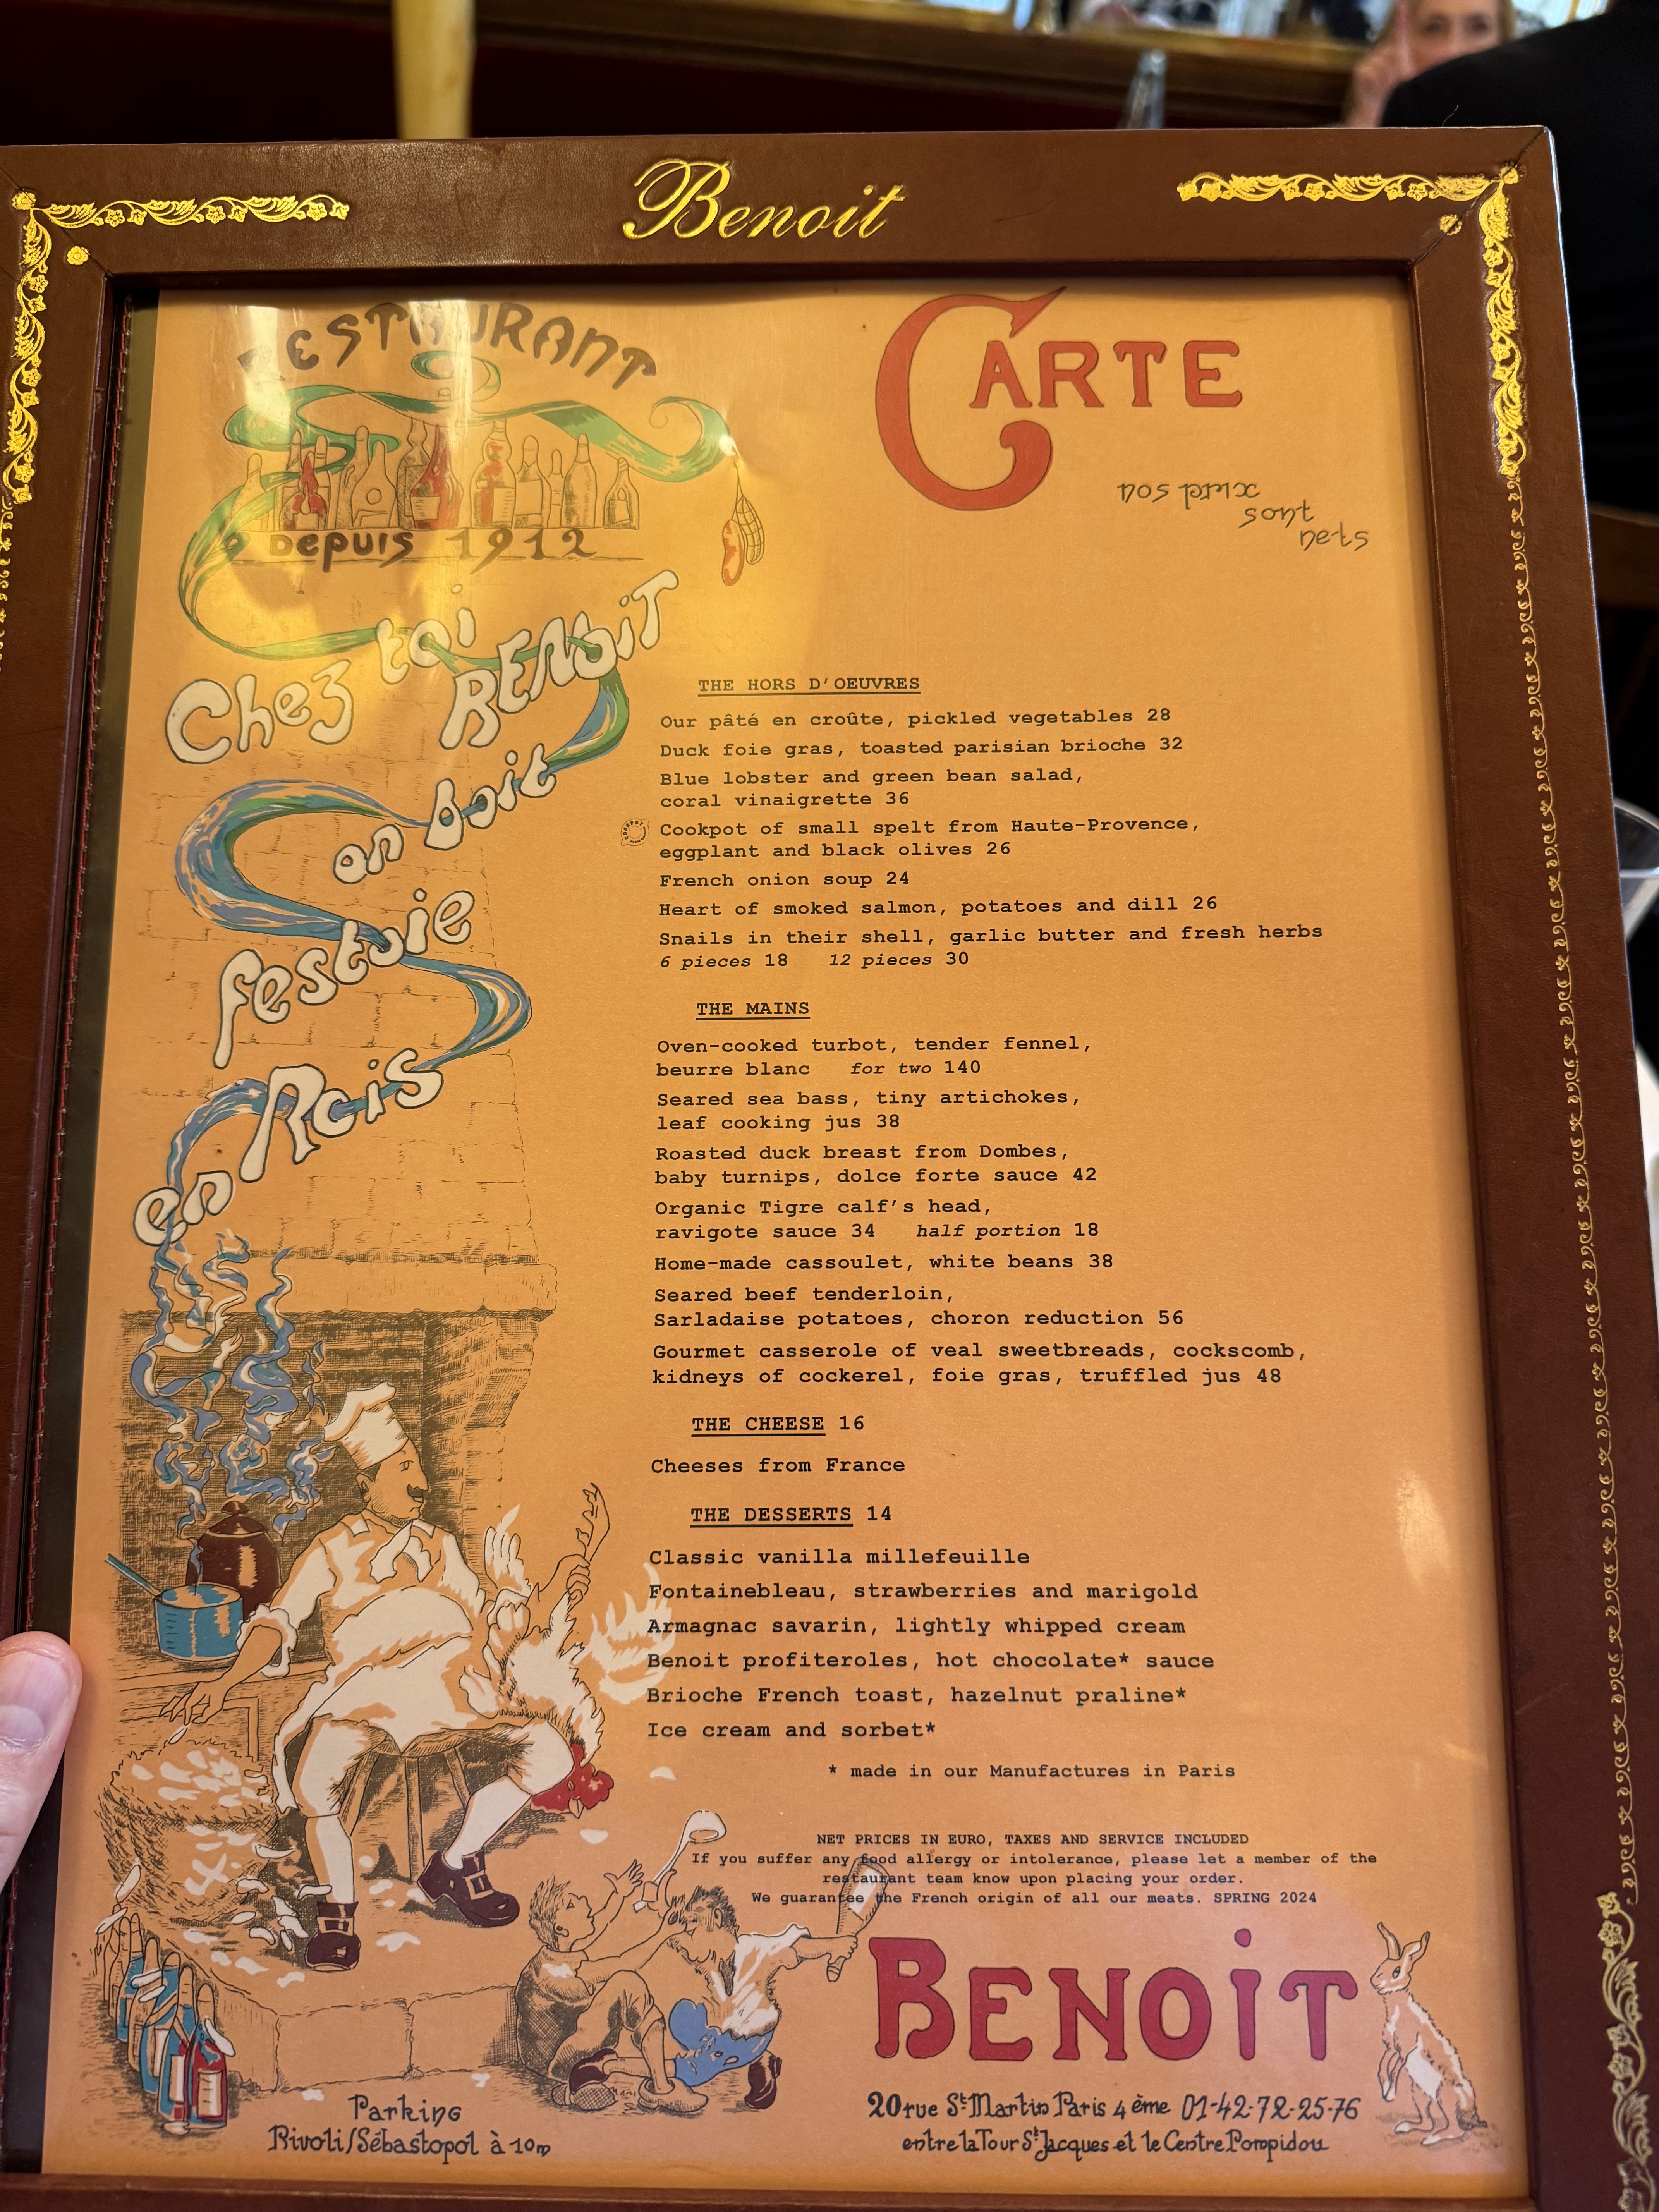 Benoit
RESTAURANT
DEPUIS 1912
CARTE
nos prix
sont
nets
Chez toi
BENOIT
on boit
festoie
en Rois
THE HORS D'OEUVRES
Our pâté en croûte, pickled vegetables 28
Duck foie gras, toasted parisian brioche 32
Blue lobster and green bean salad,
coral vinaigrette 36
Cookpot of small spelt from Haute-Provence,
eggplant and black olives 26
French onion soup 24
Heart of smoked salmon, potatoes and dill 26
Snails in their shell, garlic butter and fresh herbs
6 pieces 18 12 pieces 30
THE MAINS
Oven-cooked turbot, tender fennel,
beurre blanc for two 140
Seared sea bass, tiny artichokes,
leaf cooking jus 38
Roasted duck breast from Dombes,
baby turnips, dolce forte sauce 42
Organic Tigre calf's head,
ravigote sauce 34 half portion 18
Home-made cassoulet, white beans 38
Seared beef tenderloin,
Sarladaise potatoes, choron reduction 56
Gourmet casserole of veal sweetbreads, cockscomb,
kidneys of cockerel, foie gras, truffled jus 48
THE CHEESE 16
Cheeses from France
THE DESSERTS 14
Classic vanilla millefeuille
Fontainebleau, strawberries and marigold
Armagnac savarin, lightly whipped cream
Benoit profiteroles, hot chocolate* sauce
Brioche French toast, hazelnut praline*
Ice cream and sorbet*
* made in our Manufactures in Paris
NET PRICES IN EURO, TAXES AND SERVICE INCLUDED
If you suffer any food allergy or intolerance, please let a member of the
restaurant team know upon placing your order.
We guarantee the French origin of all our meats. SPRING 2024
BENOIT
20 rue St Martin Paris 4ème 01-42-72-25-76
entre la Tour St Jacques et le Centre Pompidou
Parking
Rivoli/Sébastopol à 10m